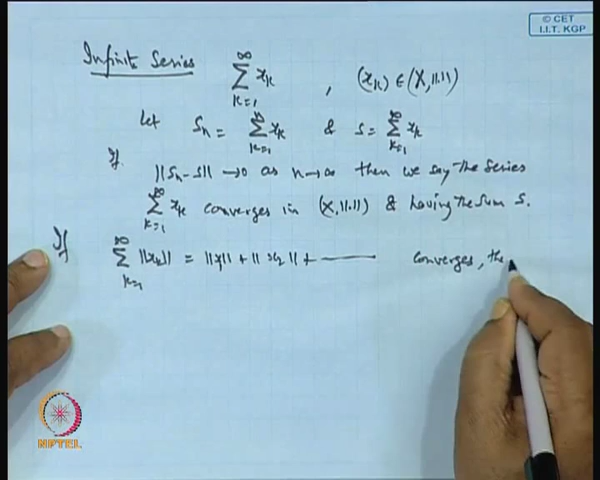 © CET
I.I.T. KGP
Infinite Series ∑_{k=1}^{∞} x_k , (x_k) ∈ (X, ||.||)
Let S_n = ∑_{k=1}^{∞} x_k & s = ∑_{k=1}^{∞} x_k
If ||S_n - s|| → 0 as n → ∞ then we say the Series
∑_{k=1}^{∞} x_k converges in (X, ||.||) & having the sum S.
If ∑_{k=1}^{∞} ||x_k|| = ||x_1|| + ||x_2|| + ——— converges, the
NPTEL